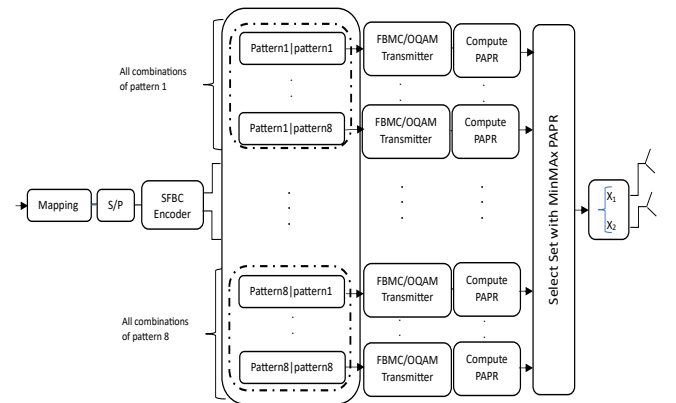 Pattern1|pattern1
FBMC/OQAM
Transmitter
Compute
PAPR
All combinations
of pattern 1
Pattern1|pattern8
FBMC/OQAM
Transmitter
Compute
PAPR
Mapping
S/P
SFBC
Encoder
Select Set with MinMAx PAPR
X1
X2
Pattern8|pattern1
FBMC/OQAM
Transmitter
Compute
PAPR
All combinations
of pattern 8
Pattern8|pattern8
FBMC/OQAM
Transmitter
Compute
PAPR